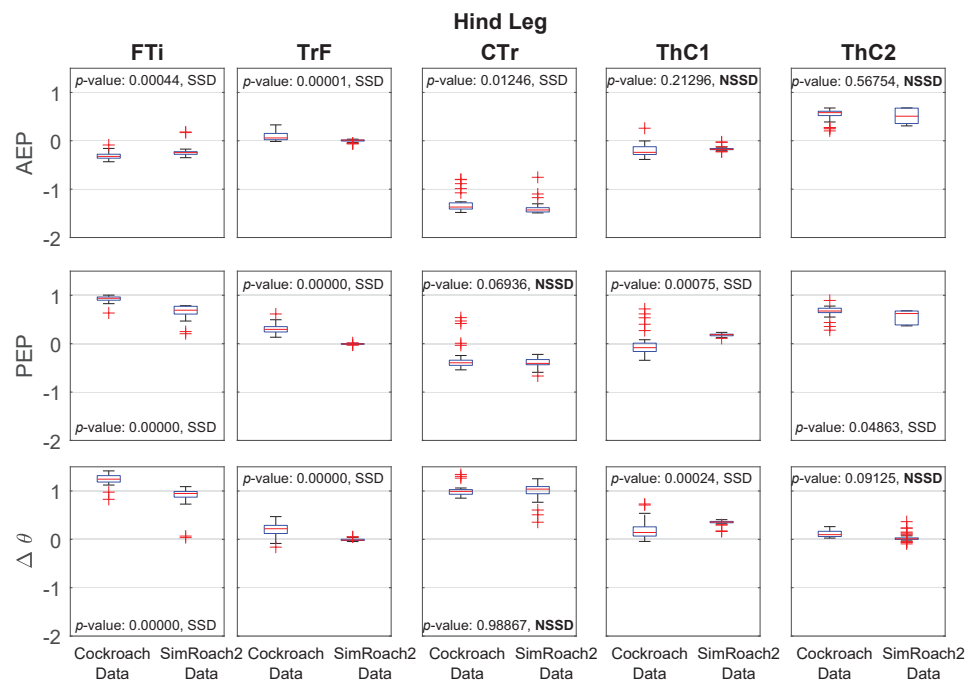 Hind Leg
FTi TrF CTr ThC1 ThC2
p-value: 0.00044, SSD p-value: 0.00001, SSD p-value: 0.01246, SSD p-value: 0.21296, NSSD p-value: 0.56754, NSSD
1
0
-1
-2
AEP
p-value: 0.00000, SSD p-value: 0.06936, NSSD p-value: 0.00075, SSD
1
0
-1
-2
PEP
p-value: 0.00000, SSD p-value: 0.04863, SSD
p-value: 0.00000, SSD p-value: 0.00024, SSD p-value: 0.09125, NSSD
1
0
-1
-2
Δ θ
p-value: 0.00000, SSD p-value: 0.98867, NSSD
Cockroach SimRoach2 Cockroach SimRoach2 Cockroach SimRoach2 Cockroach SimRoach2 Cockroach SimRoach2
Data Data Data Data Data Data Data Data Data Data